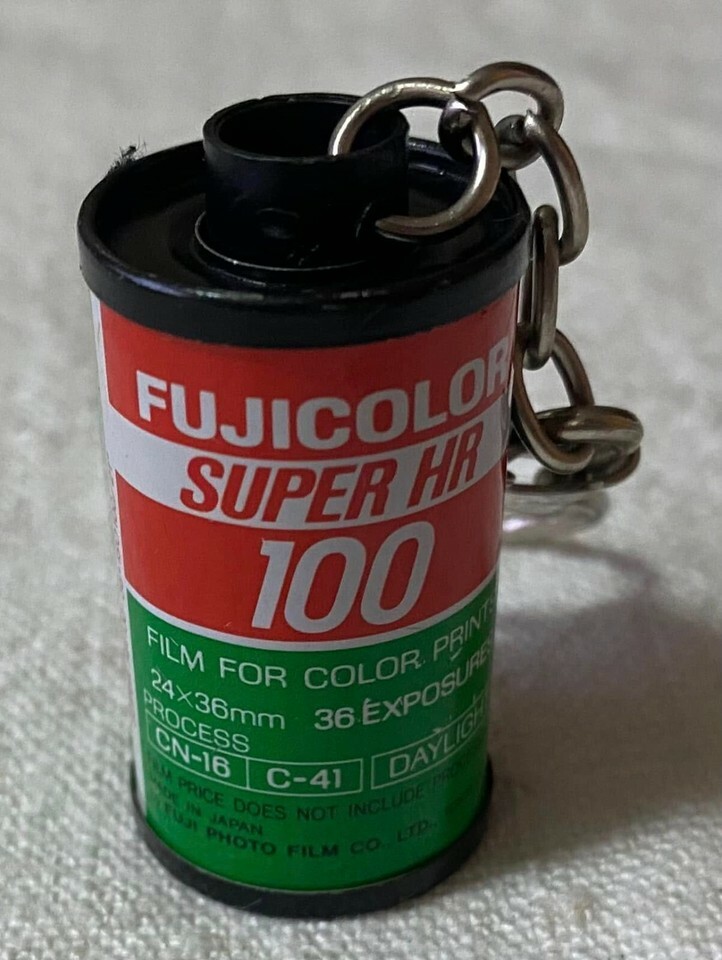 FUJICOLOR
SUPER HR
100
FILM FOR COLOR PRINTS
24×36mm 36 EXPOSURES
PROCESS
CN-16 C-41 DAYLIGH
FILM PRICE DOES NOT INCLUDE
MADE IN JAPAN
FUJI PHOTO FILM CO., LTD.